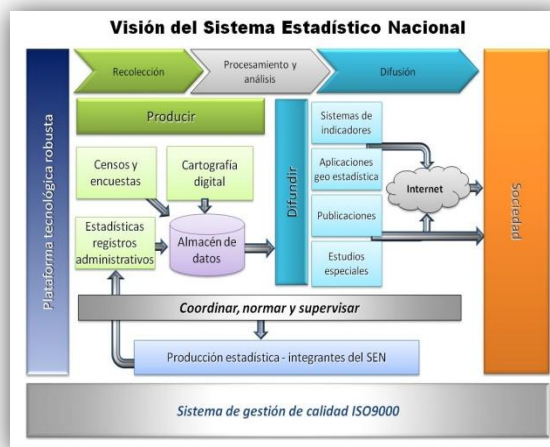 Visión del Sistema Estadístico Nacional
Recolección
Procesamiento y
análisis
Difusión
Plataforma tecnológica robusta
Producir
Censos y
encuestas
Cartografía
digital
Estadísticas
registros
administrativos
Almacén de
datos
Difundir
Sistemas de
indicadores
Aplicaciones
geo estadística
Publicaciones
Estudios
especiales
Internet
Sociedad
Coordinar, normar y supervisar
Producción estadística - integrantes del SEN
Sistema de gestión de calidad ISO9000